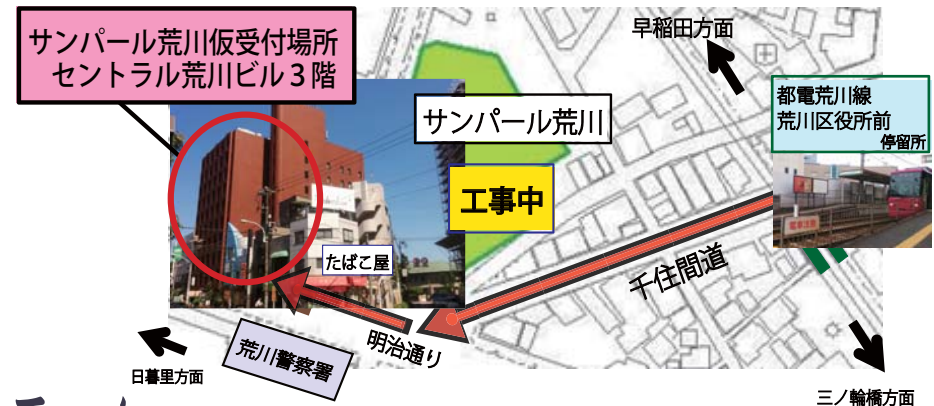 サンパール荒川仮受付場所
セントラル荒川ビル3階
早稲田方面
都電荒川線
荒川区役所前
停留所
サンパール荒川
工事中
たばこ屋
千住間道
明治通り
荒川警察署
日暮里方面
三ノ輪橋方面